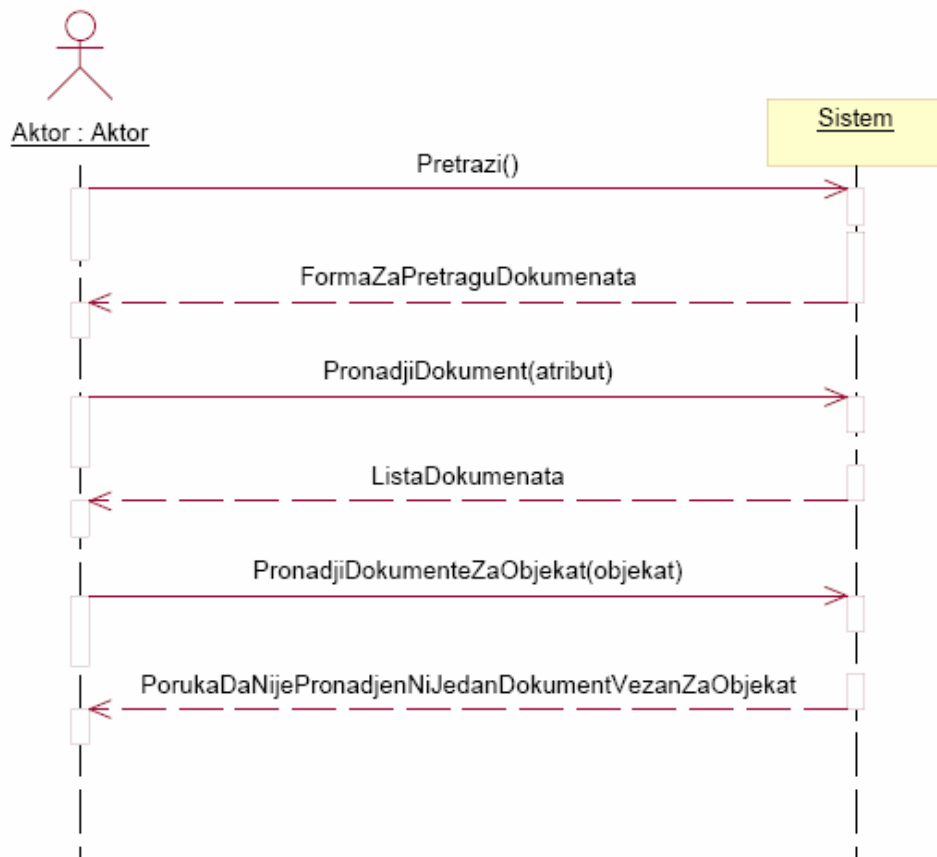 Aktor : Aktor
Sistem
Pretrazi()
FormaZaPretraguDokumenata
PronadjiDokument(atribut)
ListaDokumenata
PronadjiDokumenteZaObjekat(objekat)
PorukaDaNijePronadjenNiJedanDokumentVezanZaObjekat